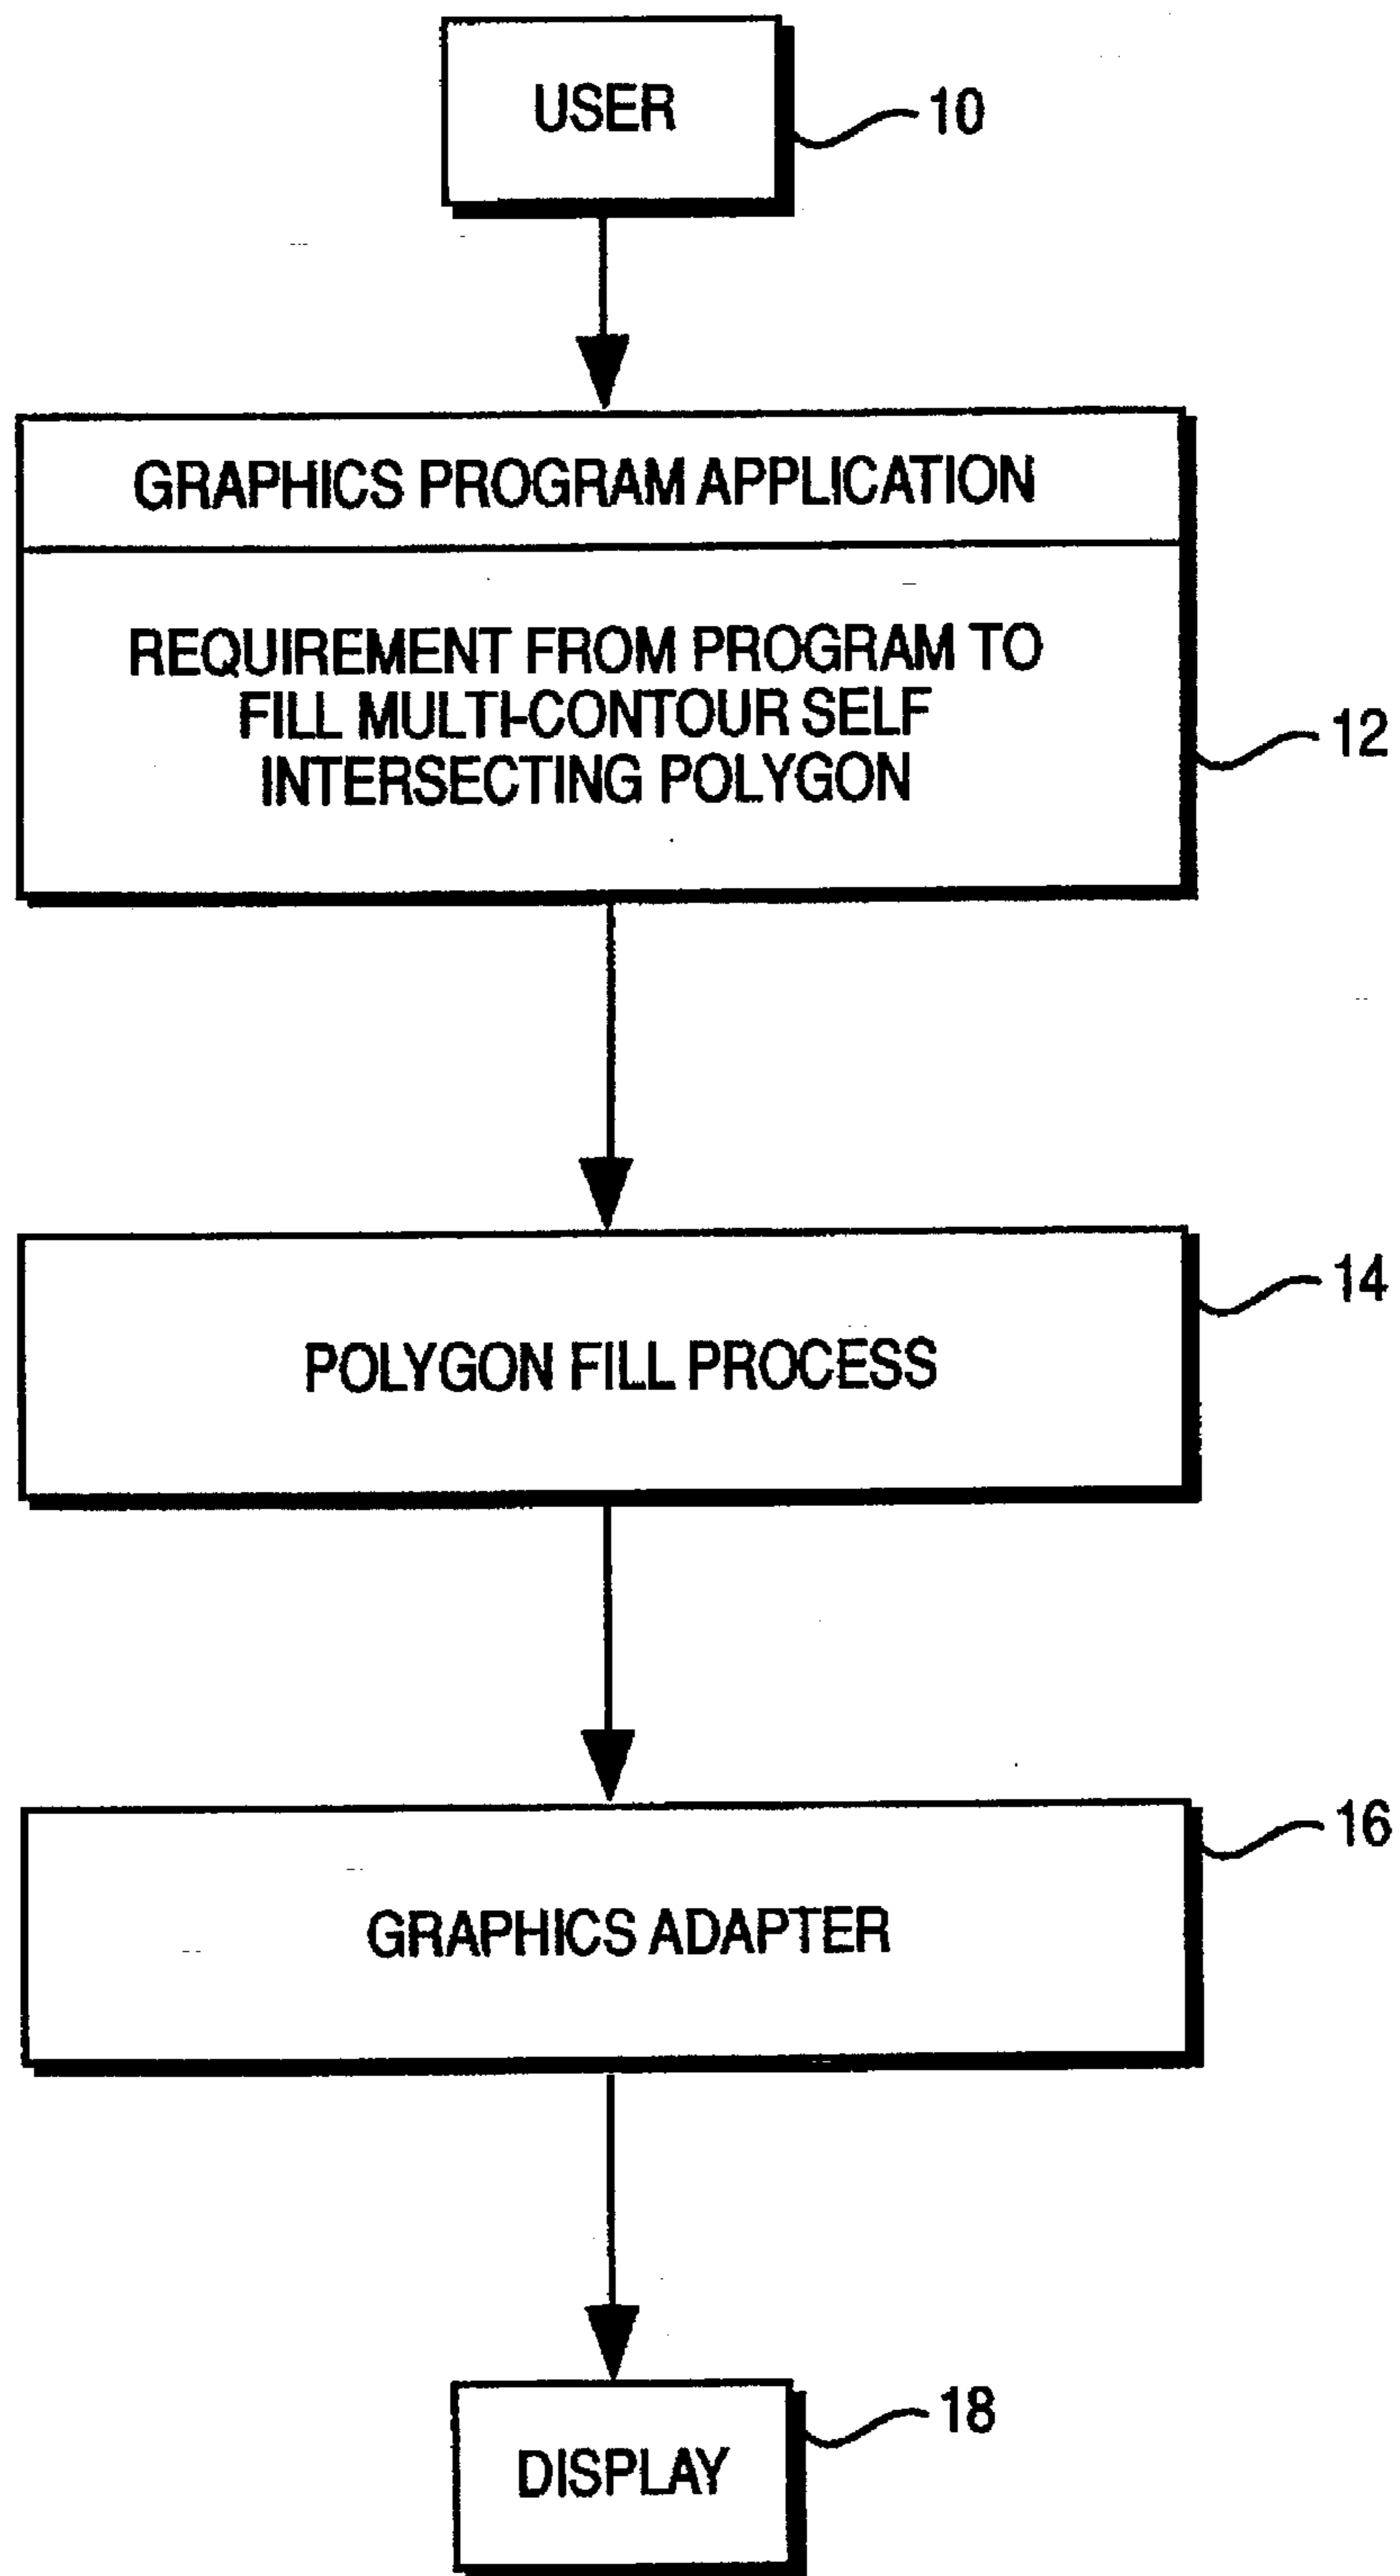 USER
10
GRAPHICS PROGRAM APPLICATION
REQUIREMENT FROM PROGRAM TO
FILL MULTI-CONTOUR SELF
INTERSECTING POLYGON
12
14
POLYGON FILL PROCESS
16
GRAPHICS ADAPTER
18
DISPLAY